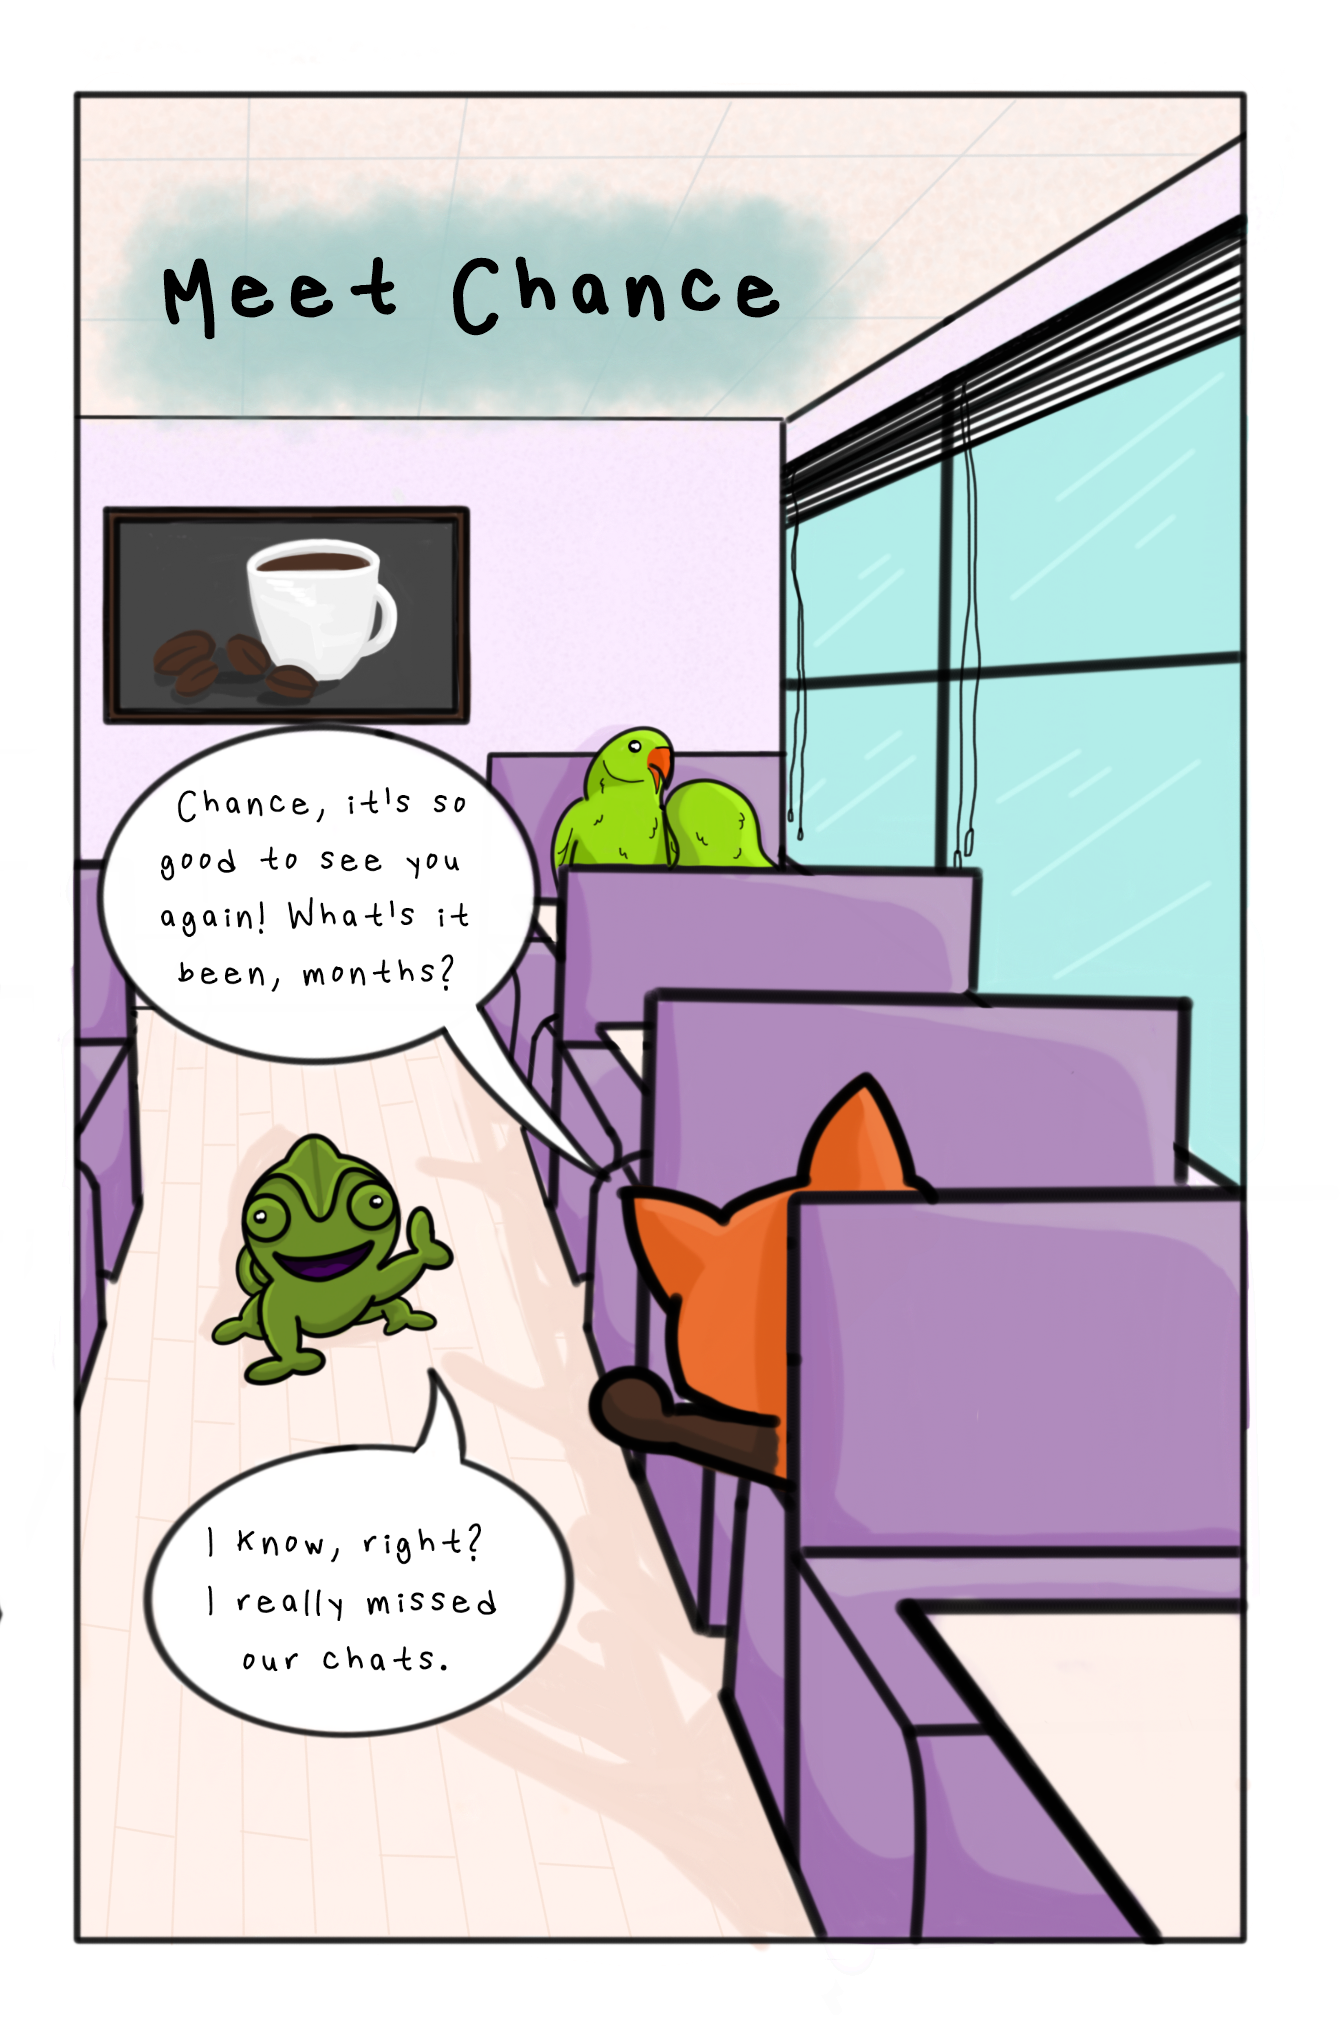 Meet Chance
Chance, it's so
good to see you
again! What's it
been, months?
I know, right?
I really missed
our chats.